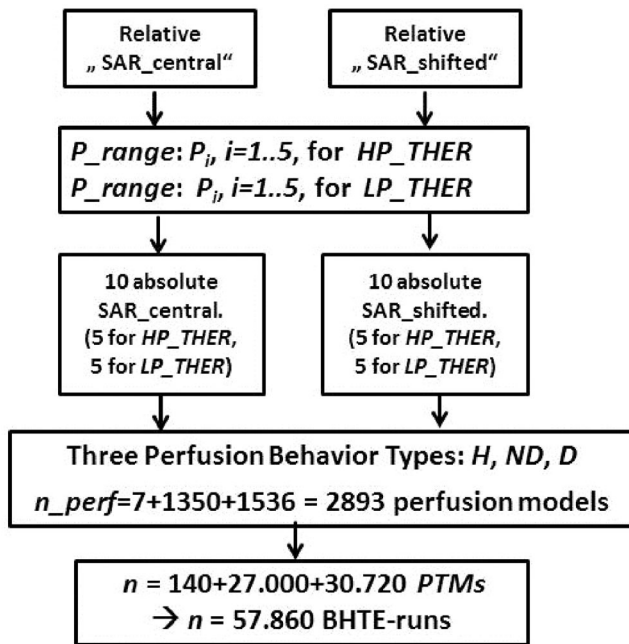 Relative
„ SAR_central“
Relative
„ SAR_shifted“
P_range: Pi, i=1..5, for HP_THER
P_range: Pi, i=1..5, for LP_THER
10 absolute
SAR_central.
(5 for HP_THER,
5 for LP_THER)
10 absolute
SAR_shifted.
(5 for HP_THER,
5 for LP_THER)
Three Perfusion Behavior Types: H, ND, D
n_perf=7+1350+1536 = 2893 perfusion models
n = 140+27.000+30.720 PTMs
→ n = 57.860 BHTE-runs